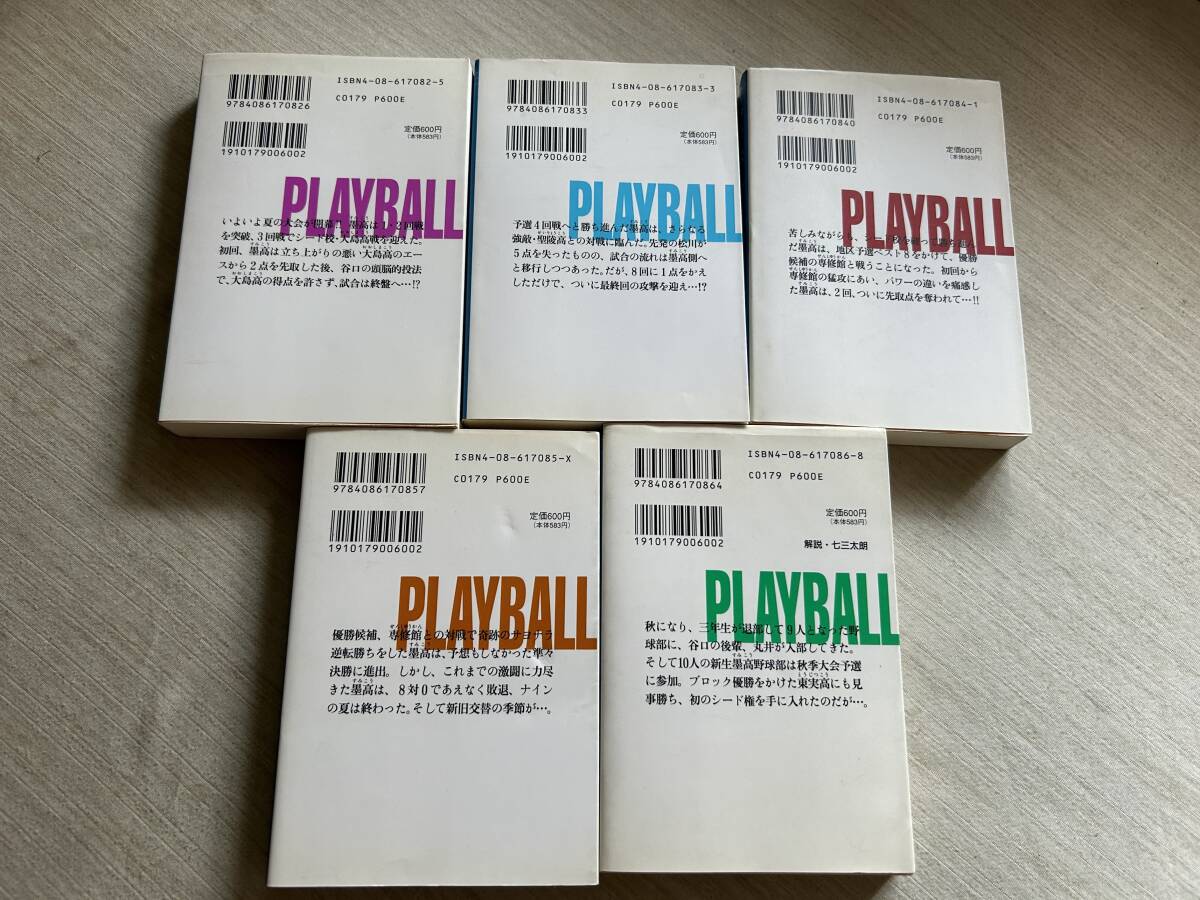 ISBN4-08-617082-5
9784086170826
C0179 P600E
定価600円
(本体583円)
1910179006002
PLAYBALL
いよいよ夏の大会が開幕!! 墨高は1・2回戦
を突破、3回戦でシード校・大島高戦を迎えた。
初回、墨高は立ち上がりの悪い大島高のエー
スから2点を先取した後、谷口の頭脳的投法
で、大島高の得点を許さず、試合は終盤へ…!?
ISBN4-08-617083-3
9784086170833
C0179 P600E
定価600円
(本体583円)
1910179006002
PLAYBALL
予選4回戦へと勝ち進んだ墨高は、さらなる
強敵・聖陵高との対戦に臨んだ。先発の松川が
5点を失ったものの、試合の流れは墨高側へ
と移行しつつあった。だが、8回に1点をかえ
しただけで、ついに最終回の攻撃を迎え…!?
ISBN4-08-617084-1
9784086170840
C0179 P600E
定価600円
(本体583円)
1910179006002
PLAYBALL
苦しみながらも、シード校を破って勝ち進ん
だ墨高は、地区予選ベスト8をかけて、優勝
候補の専修館と戦うことになった。初回から
専修館の猛攻にあい、パワーの違いを痛感し
た墨高は、2回、ついに先取点を奪われて…!!
ISBN4-08-617085-X
9784086170857
C0179 P600E
定価600円
(本体583円)
1910179006002
PLAYBALL
優勝候補、専修館との対戦で奇跡のサヨナラ
逆転勝ちをした墨高は、予想もしなかった準々
決勝に進出。しかし、これまでの激闘に力尽
きた墨高は、8対0であえなく敗退、ナイン
の夏は終わった。そして新旧交替の季節が…。
ISBN4-08-617086-8
9784086170864
C0179 P600E
定価600円
(本体583円)
1910179006002
解説・七三太朗
PLAYBALL
秋になり、三年生が退部して9人となった野
球部に、谷口の後輩、丸井が入部してきた。
そして10人の新生墨高野球部は秋季大会予選
に参加。ブロック優勝をかけた東実高にも見
事勝ち、初のシード権を手に入れたのだが…。